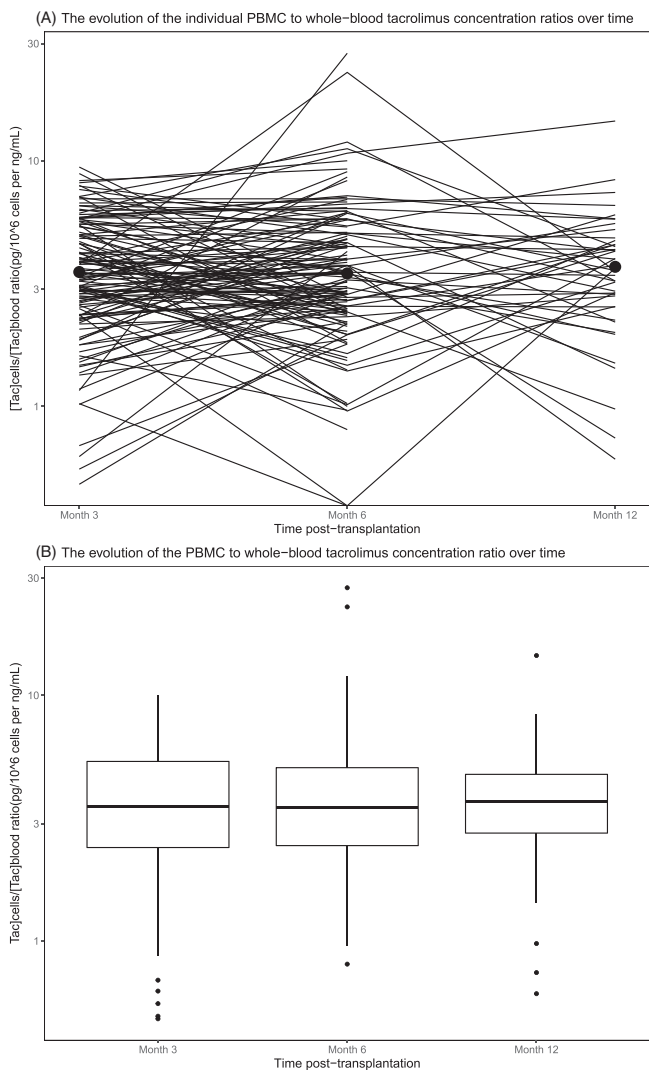 (A) The evolution of the individual PBMC to whole−blood tacrolimus concentration ratios over time
[Tac]cells/[Tac]blood ratio(pg/10^6 cells per ng/mL)
30
10
3
1
Month 3 Month 6 Month 12
Time post−transplantation
(B) The evolution of the PBMC to whole−blood tacrolimus concentration ratio over time
Tac]cells/[Tac]blood ratio(pg/10^6 cells per ng/mL)
30
10
3
1
Month 3 Month 6 Month 12
Time post−transplantation